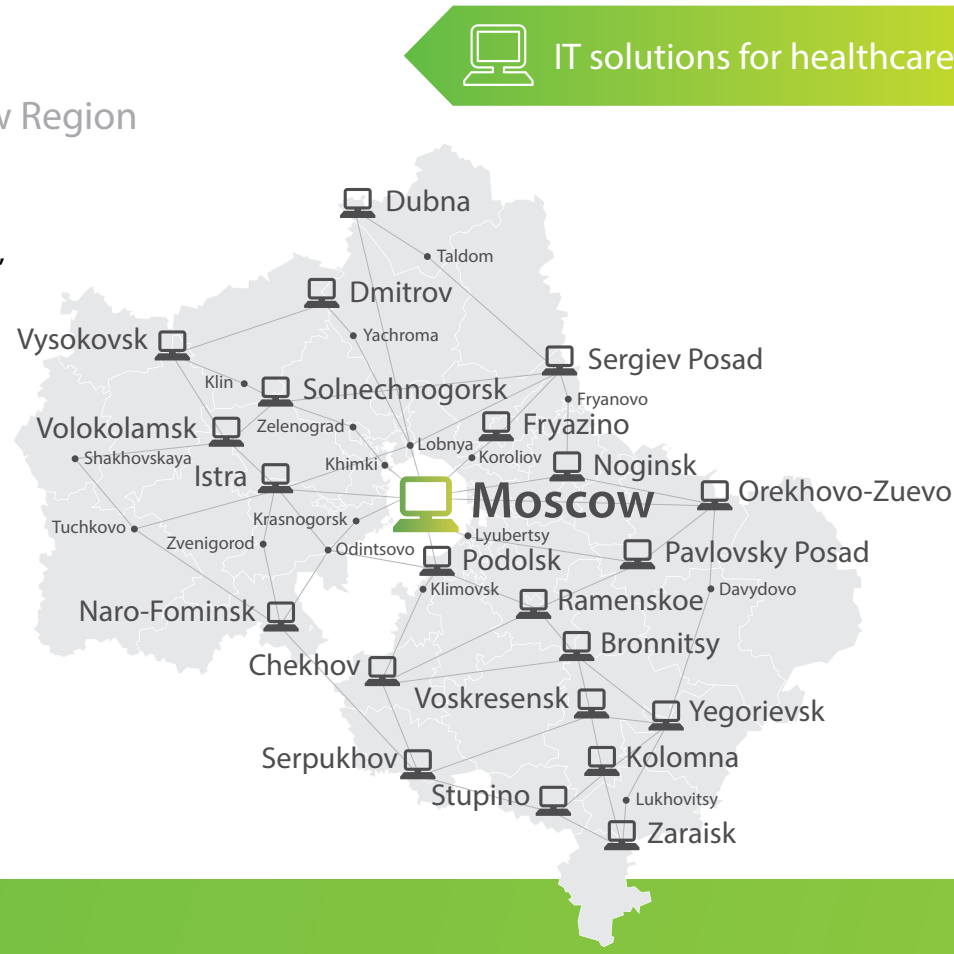 IT solutions for healthcare
Region
Dubna
Taldom
Dmitrov
Vysokovsk
Yachroma
Sergiev Posad
Klin
Solnechnogorsk
Fryanovo
Volokolamsk
Zelenograd
Fryazino
Lobnya
Shakhovskaya
Khimki
Koroliov
Istra
Noginsk
Moscow
Orekhovo-Zuevo
Tuchkovo
Krasnogorsk
Lyubertsy
Zvenigorod
Odintsovo
Podolsk
Pavlovsky Posad
Klimovsk
Davydovo
Naro-Fominsk
Ramenskoe
Bronnitsy
Chekhov
Voskresensk
Yegorievsk
Serpukhov
Kolomna
Stupino
Lukhovitsy
Zaraisk